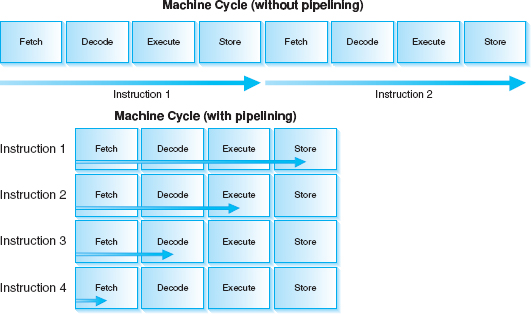 Machine Cycle (without pipelining)
Fetch Decode Execute Store Fetch Decode Execute Store
Instruction 1 Instruction 2
Machine Cycle (with pipelining)
Instruction 1 Fetch Decode Execute Store
Instruction 2 Fetch Decode Execute Store
Instruction 3 Fetch Decode Execute Store
Instruction 4 Fetch Decode Execute Store